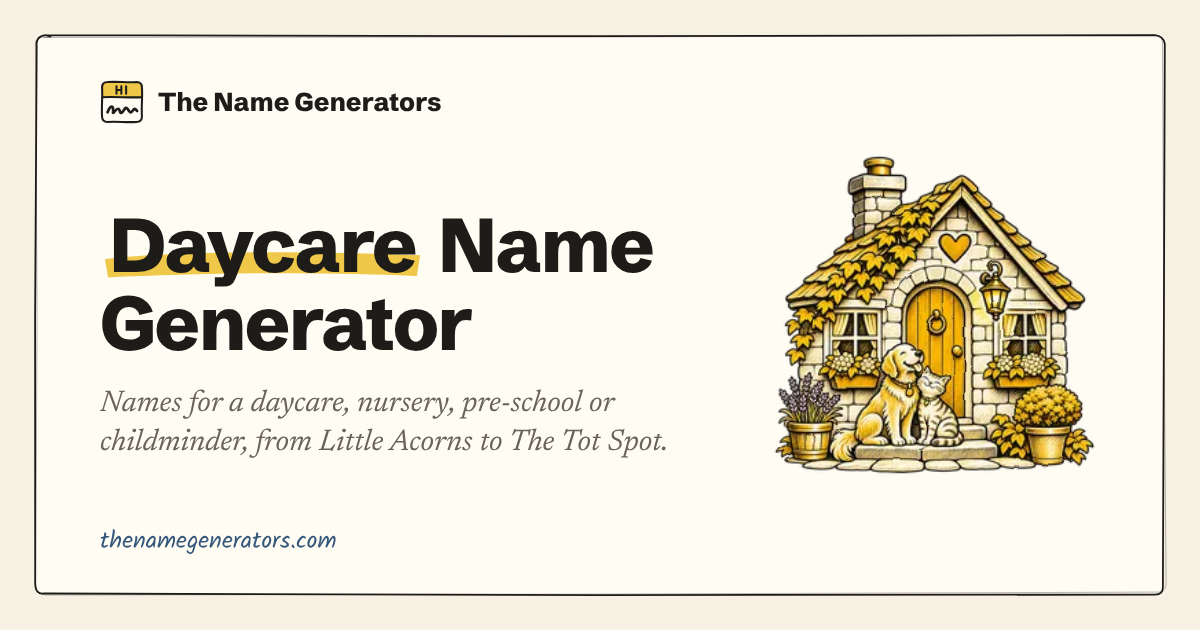 HI
The Name Generators
Daycare Name
Generator
Names for a daycare, nursery, pre-school or
childminder, from Little Acorns to The Tot Spot.
thenamegenerators.com